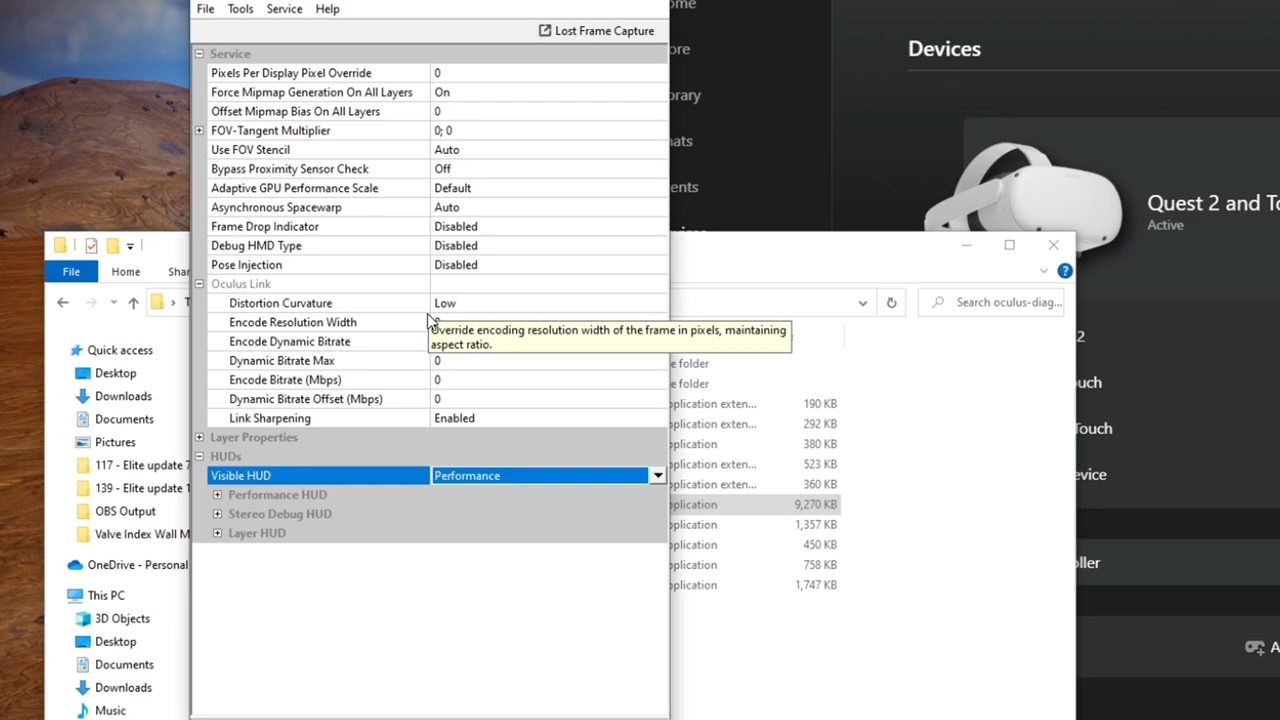 File Tools Service Help
Lost Frame Capture
Service
Pixels Per Display Pixel Override 0
Force Mipmap Generation On All Layers On
Offset Mipmap Bias On All Layers 0
FOV-Tangent Multiplier 0; 0
Use FOV Stencil Auto
Bypass Proximity Sensor Check Off
Adaptive GPU Performance Scale Default
Asynchronous Spacewarp Auto
Frame Drop Indicator Disabled
Debug HMD Type Disabled
Pose Injection Disabled
Oculus Link
Distortion Curvature Low
Encode Resolution Width
Override encoding resolution width of the frame in pixels, maintaining
aspect ratio.
Encode Dynamic Bitrate
Dynamic Bitrate Max 0
Encode Bitrate (Mbps) 0
Dynamic Bitrate Offset (Mbps) 0
Link Sharpening Enabled
Layer Properties
HUDs
Visible HUD Performance
Performance HUD
Stereo Debug HUD
Layer HUD
File Home Shar
T
Search oculus-diag...
Quick access
Desktop
Downloads
Documents
Pictures
117 - Elite update 7
139 - Elite update 1
OBS Output
Valve Index Wall M
OneDrive - Personal
This PC
3D Objects
Desktop
Documents
Downloads
Music
e folder
e folder
pplication exten... 190 KB
pplication exten... 292 KB
pplication 380 KB
pplication exten... 523 KB
pplication exten... 360 KB
pplication 9,270 KB
pplication 1,357 KB
pplication 450 KB
pplication 758 KB
pplication 1,747 KB
ome
ore
orary
hats
ents
Devices
Quest 2 and To
Active
2
ouch
Touch
evice
oller
A